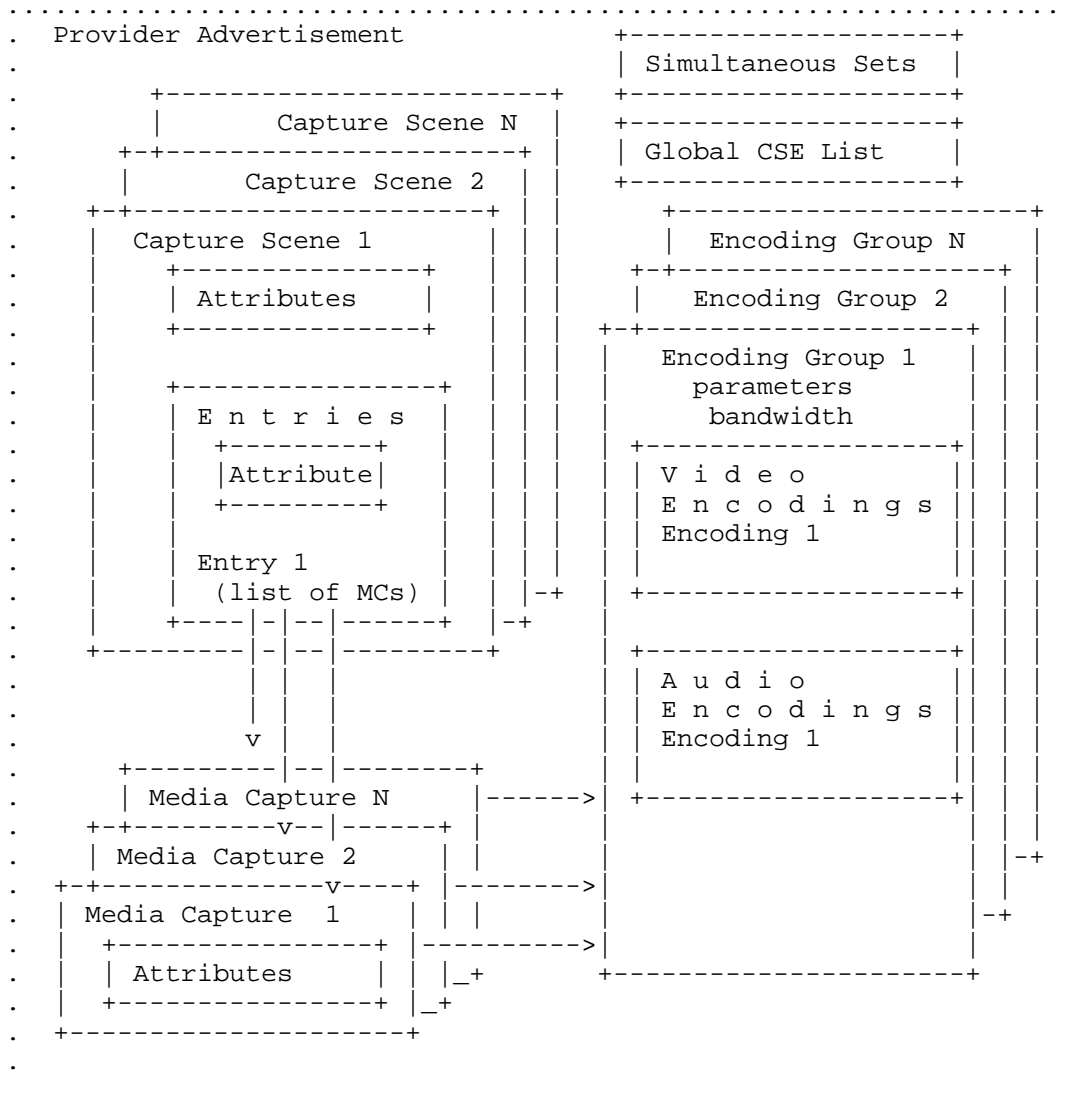 Provider Advertisement
Simultaneous Sets
Capture Scene N
Global CSE List
Capture Scene 2
Capture Scene 1
Encoding Group N
Attributes
Encoding Group 2
Encoding Group 1
parameters
bandwidth
E n t r i e s
Attribute
V i d e o
E n c o d i n g s
Encoding 1
Entry 1
(list of MCs)
A u d i o
E n c o d i n g s
Encoding 1
Media Capture N
Media Capture 2
Media Capture 1
Attributes